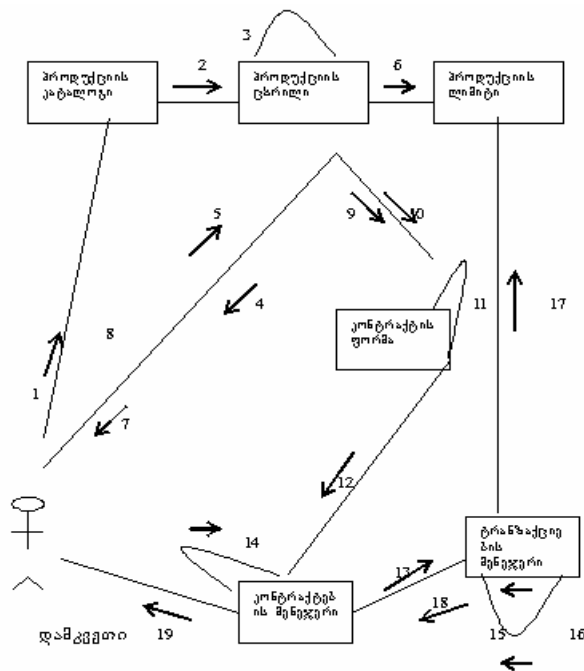 3
2
6
პროდუქციის
კატალოგი
პროდუქციის
ცხრილი
პროდუქციის
ლიმიტი
5
9
0
4
11
17
8
კონტრაქტის
ფორმა
1
7
12
14
ტრანზაქციე
ბის
მენეჯერი
13
კონტრაქტებ
ის მენეჯერი
18
დამკვეთი
19
15
16